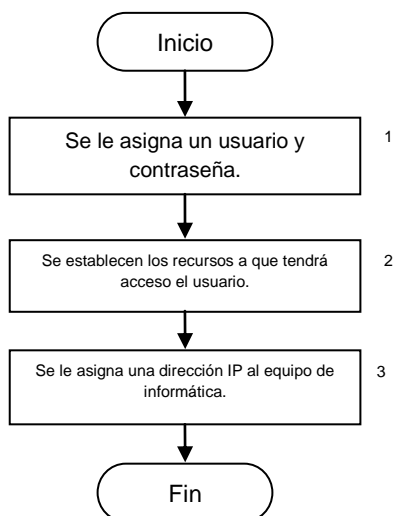 Inicio
Se le asigna un usuario y
contraseña.
1
Se establecen los recursos a que tendrá
acceso el usuario.
2
Se le asigna una dirección IP al equipo de
informática.
3
Fin